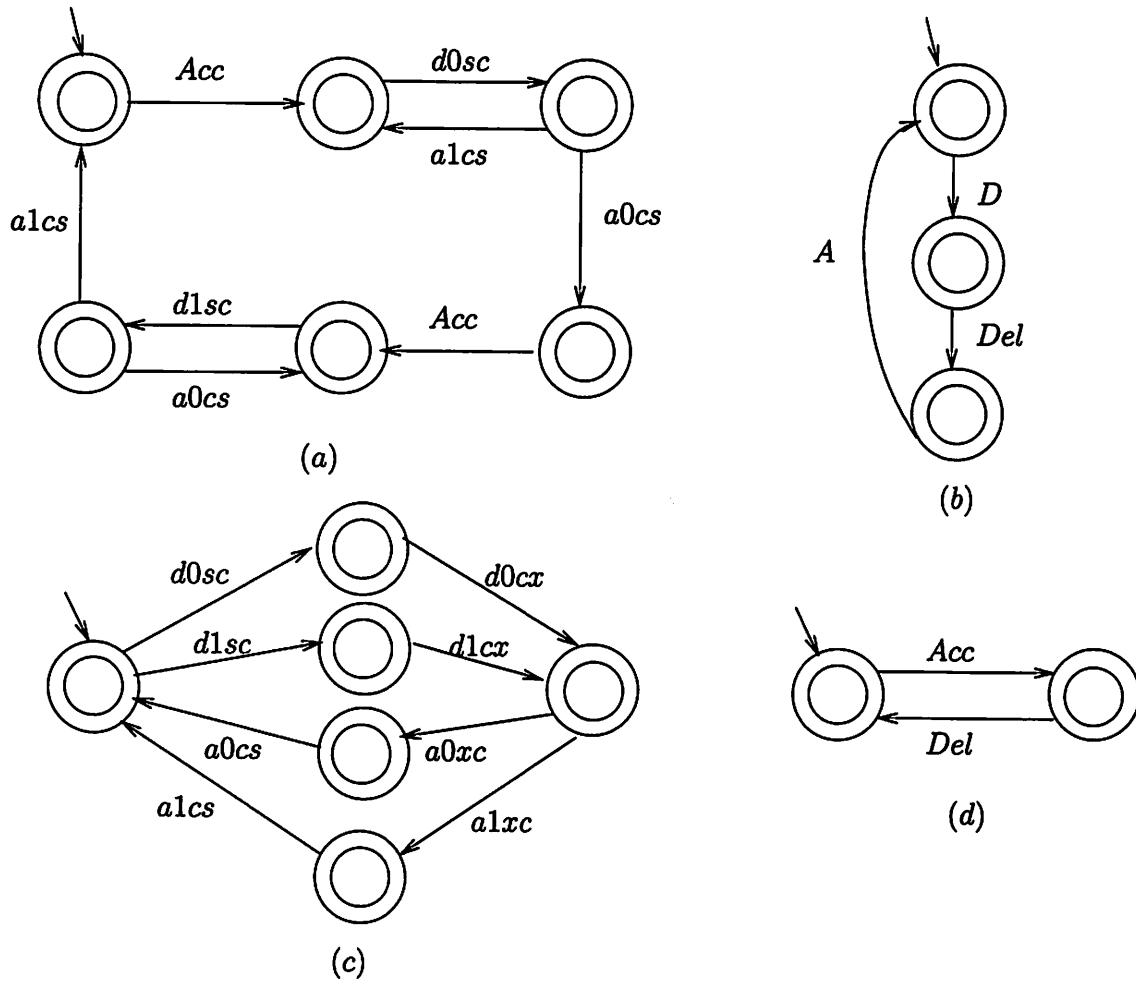 Acc
d0sc
a1cs
a0cs
a1cs
d1sc
a0cs
Acc
(a)
D
A
Del
(b)
d0sc
d0cx
d1sc
d1cx
a0cs
a0xc
a1cs
a1xc
(c)
Acc
Del
(d)